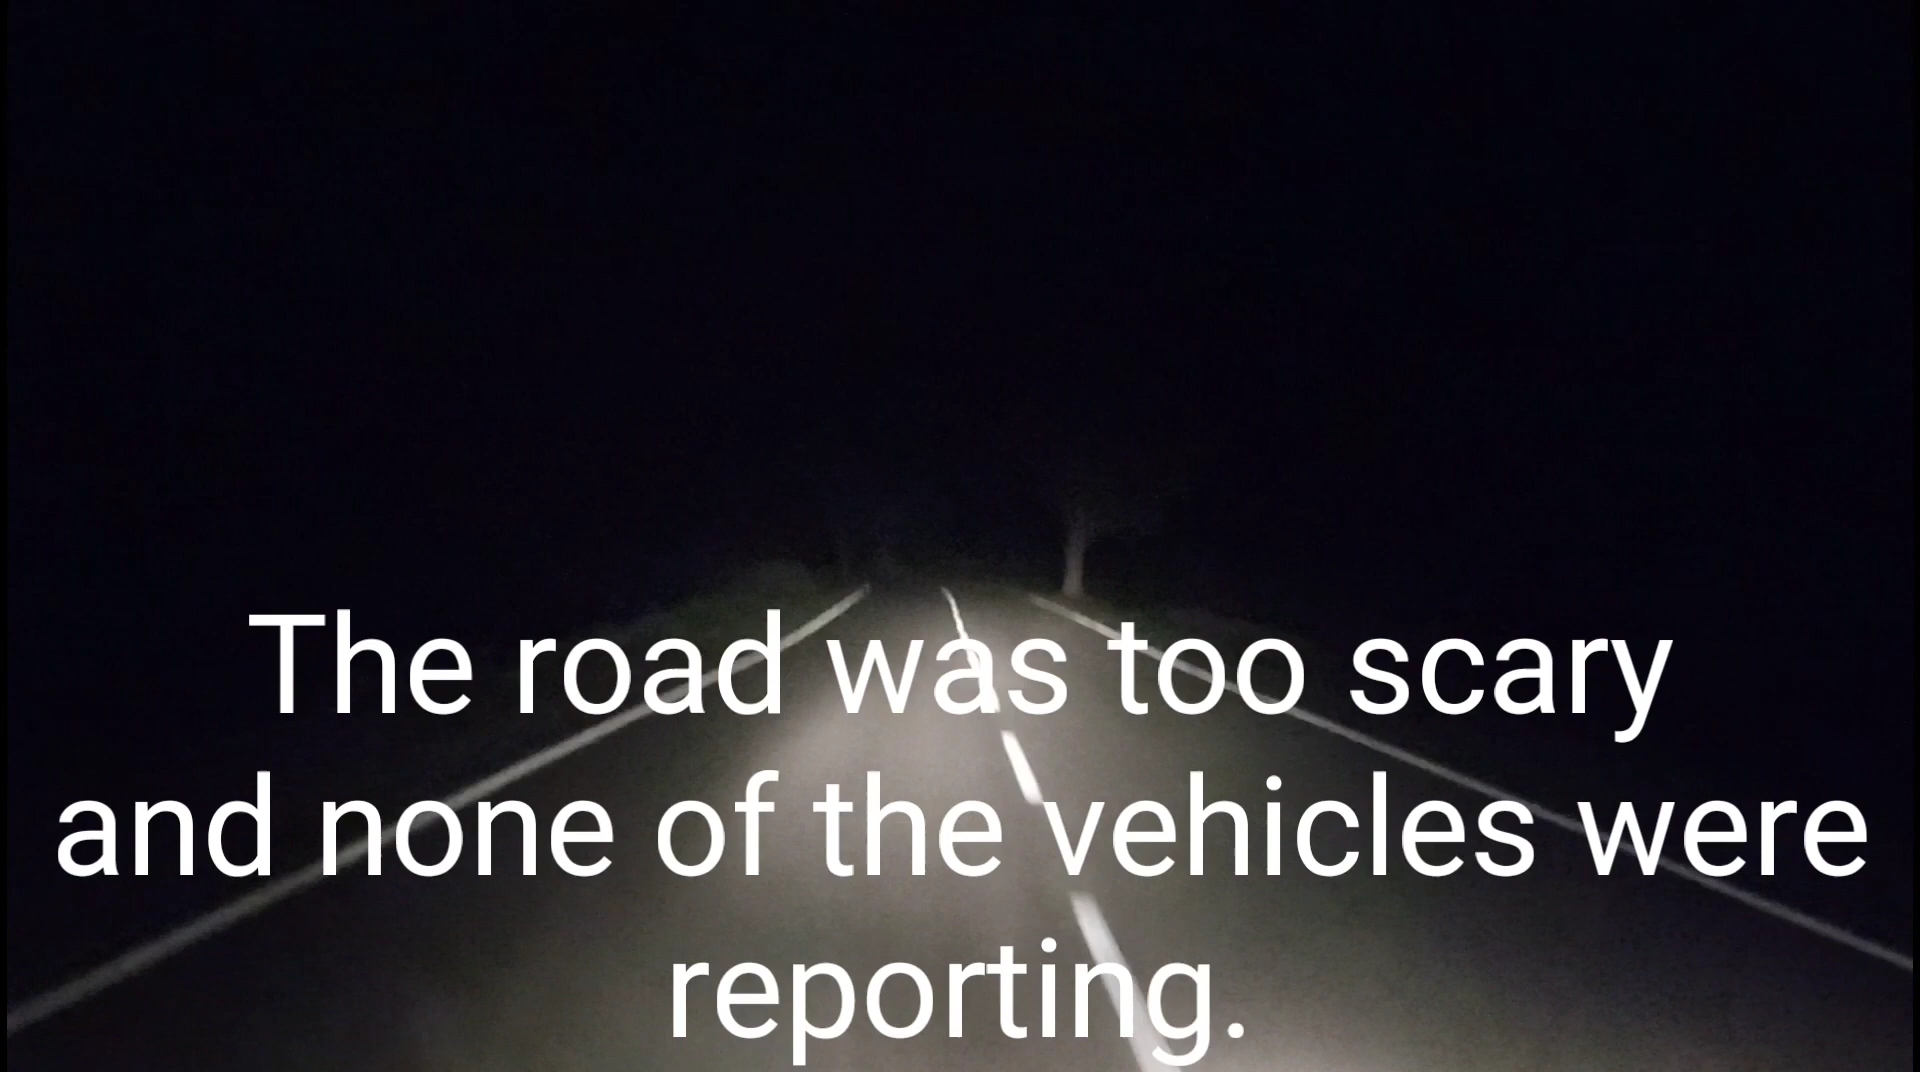 The road was too scary
and none of the vehicles were
reporting.